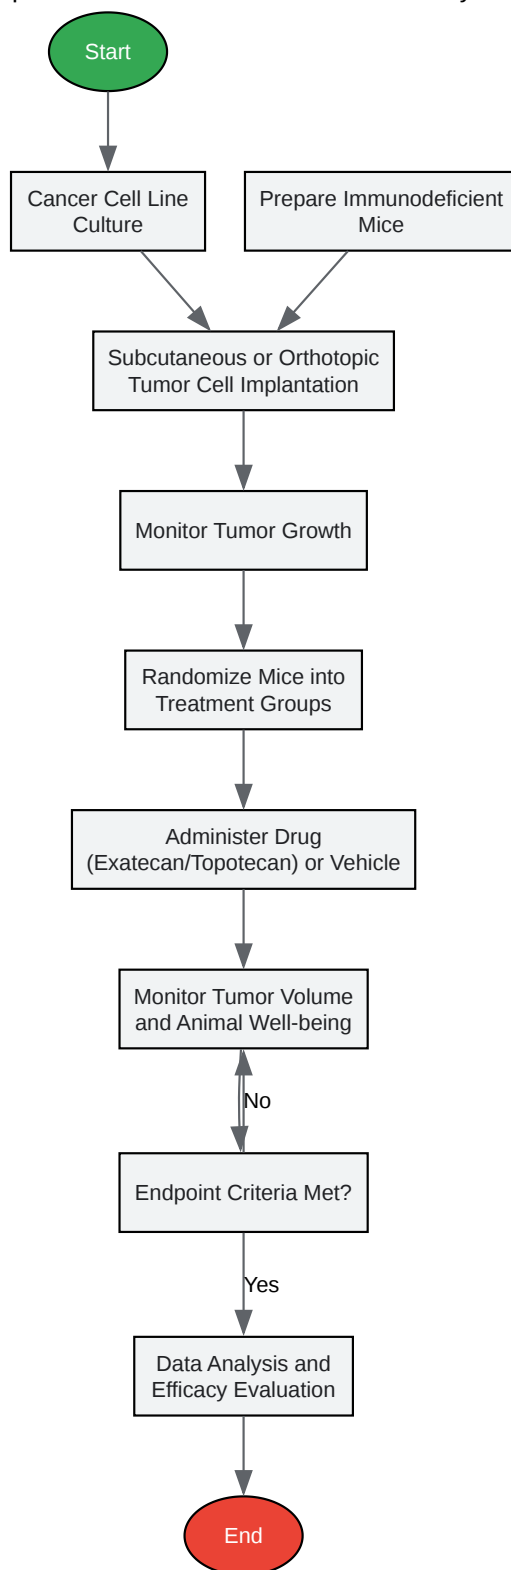 Start
Cancer Cell Line
Culture
Prepare Immunodeficient
Mice
Subcutaneous or Orthotopic
Tumor Cell Implantation
Monitor Tumor Growth
Randomize Mice into
Treatment Groups
Administer Drug
(Exatecan/Topotecan) or Vehicle
Monitor Tumor Volume
and Animal Well-being
No
Endpoint Criteria Met?
Yes
Data Analysis and
Efficacy Evaluation
End